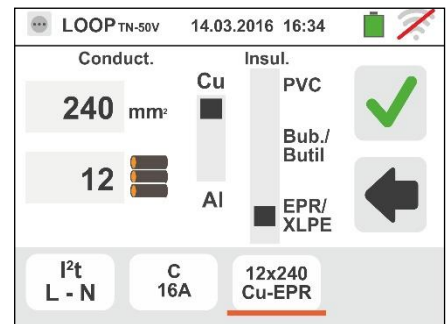 LOOP TN-50V 14.03.2016 16:34
Conduct. Insul.
Cu PVC
240 mm²
Bub./
Butil
12
Al EPR/
XLPE
I²t C 12x240
L - N 16A Cu-EPR